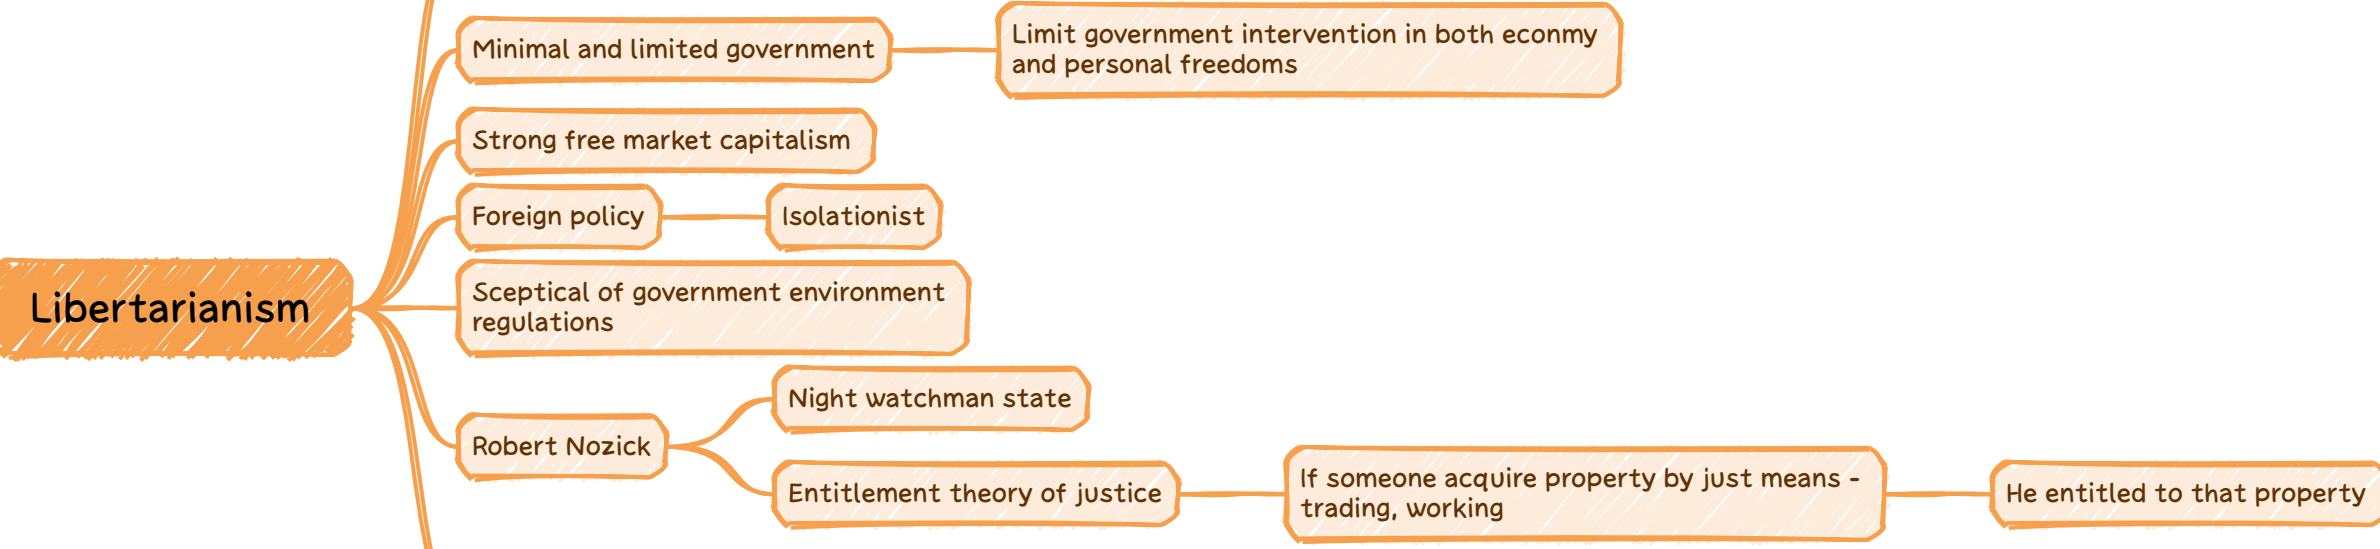 Minimal and limited government
Limit government intervention in both econmy
and personal freedoms
Strong free market capitalism
Foreign policy
Isolationist
Libertarianism
Sceptical of government environment
regulations
Robert Nozick
Night watchman state
Entitlement theory of justice
If someone acquire property by just means -
trading, working
He entitled to that property